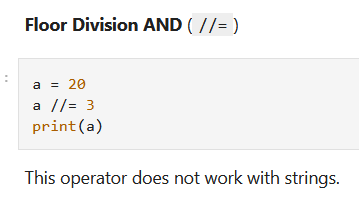 Floor Division AND ( //= )
:
a = 20
a //= 3
print(a)
This operator does not work with strings.